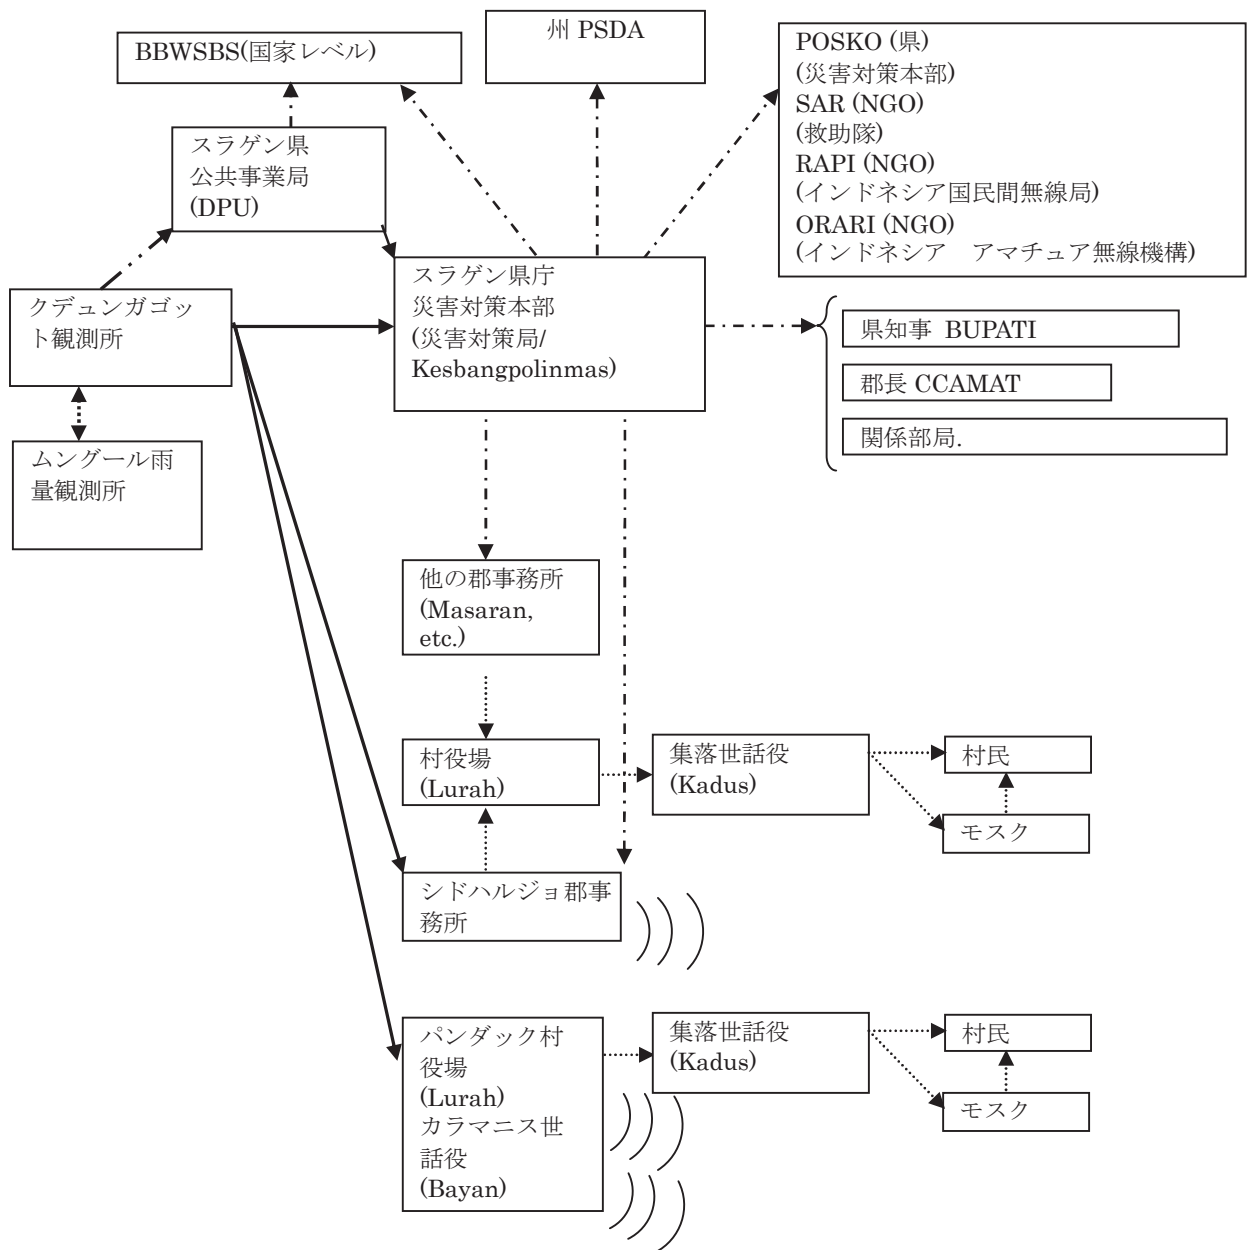 州 PSDA
BBWSBS(国家レベル)
POSKO (県)
(災害対策本部)
SAR (NGO)
(救助隊)
RAPI (NGO)
(インドネシア国民間無線局)
ORARI (NGO)
(インドネシア　アマチュア無線機構)
スラゲン県
公共事業局
(DPU)
スラゲン県庁
災害対策本部
(災害対策局/
Kesbangpolinmas)
クデュンガゴッ
ト観測所
県知事 BUPATI
郡長 CCAMAT
関係部局.
ムングール雨
量観測所
他の郡事務所
(Masaran,
etc.)
村役場
(Lurah)
集落世話役
(Kadus)
村民
モスク
シドハルジョ郡事
務所
パンダック村
役場
(Lurah)
カラマニス世
話役
(Bayan)
集落世話役
(Kadus)
村民
モスク